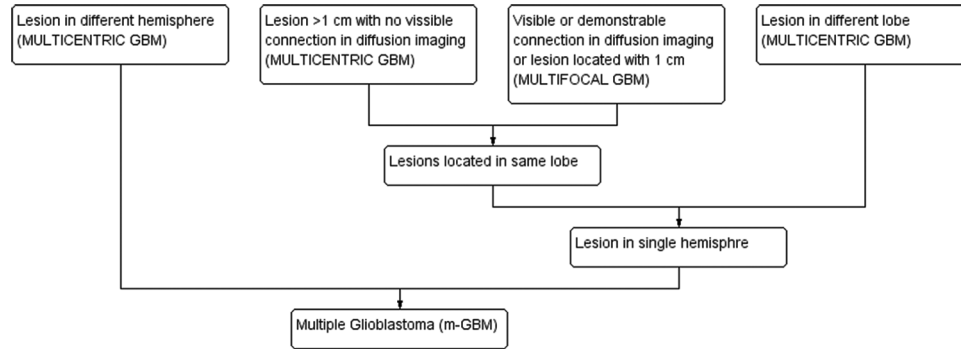 Lesion in different hemisphere
(MULTICENTRIC GBM)
Lesion >1 cm with no vissible
connection in diffusion imaging
(MULTICENTRIC GBM)
Visible or demonstrable
connection in diffusion imaging
or lesion located with 1 cm
(MULTIFOCAL GBM)
Lesion in different lobe
(MULTICENTRIC GBM)
Lesions located in same lobe
Lesion in single hemisphre
Multiple Glioblastoma (m-GBM)